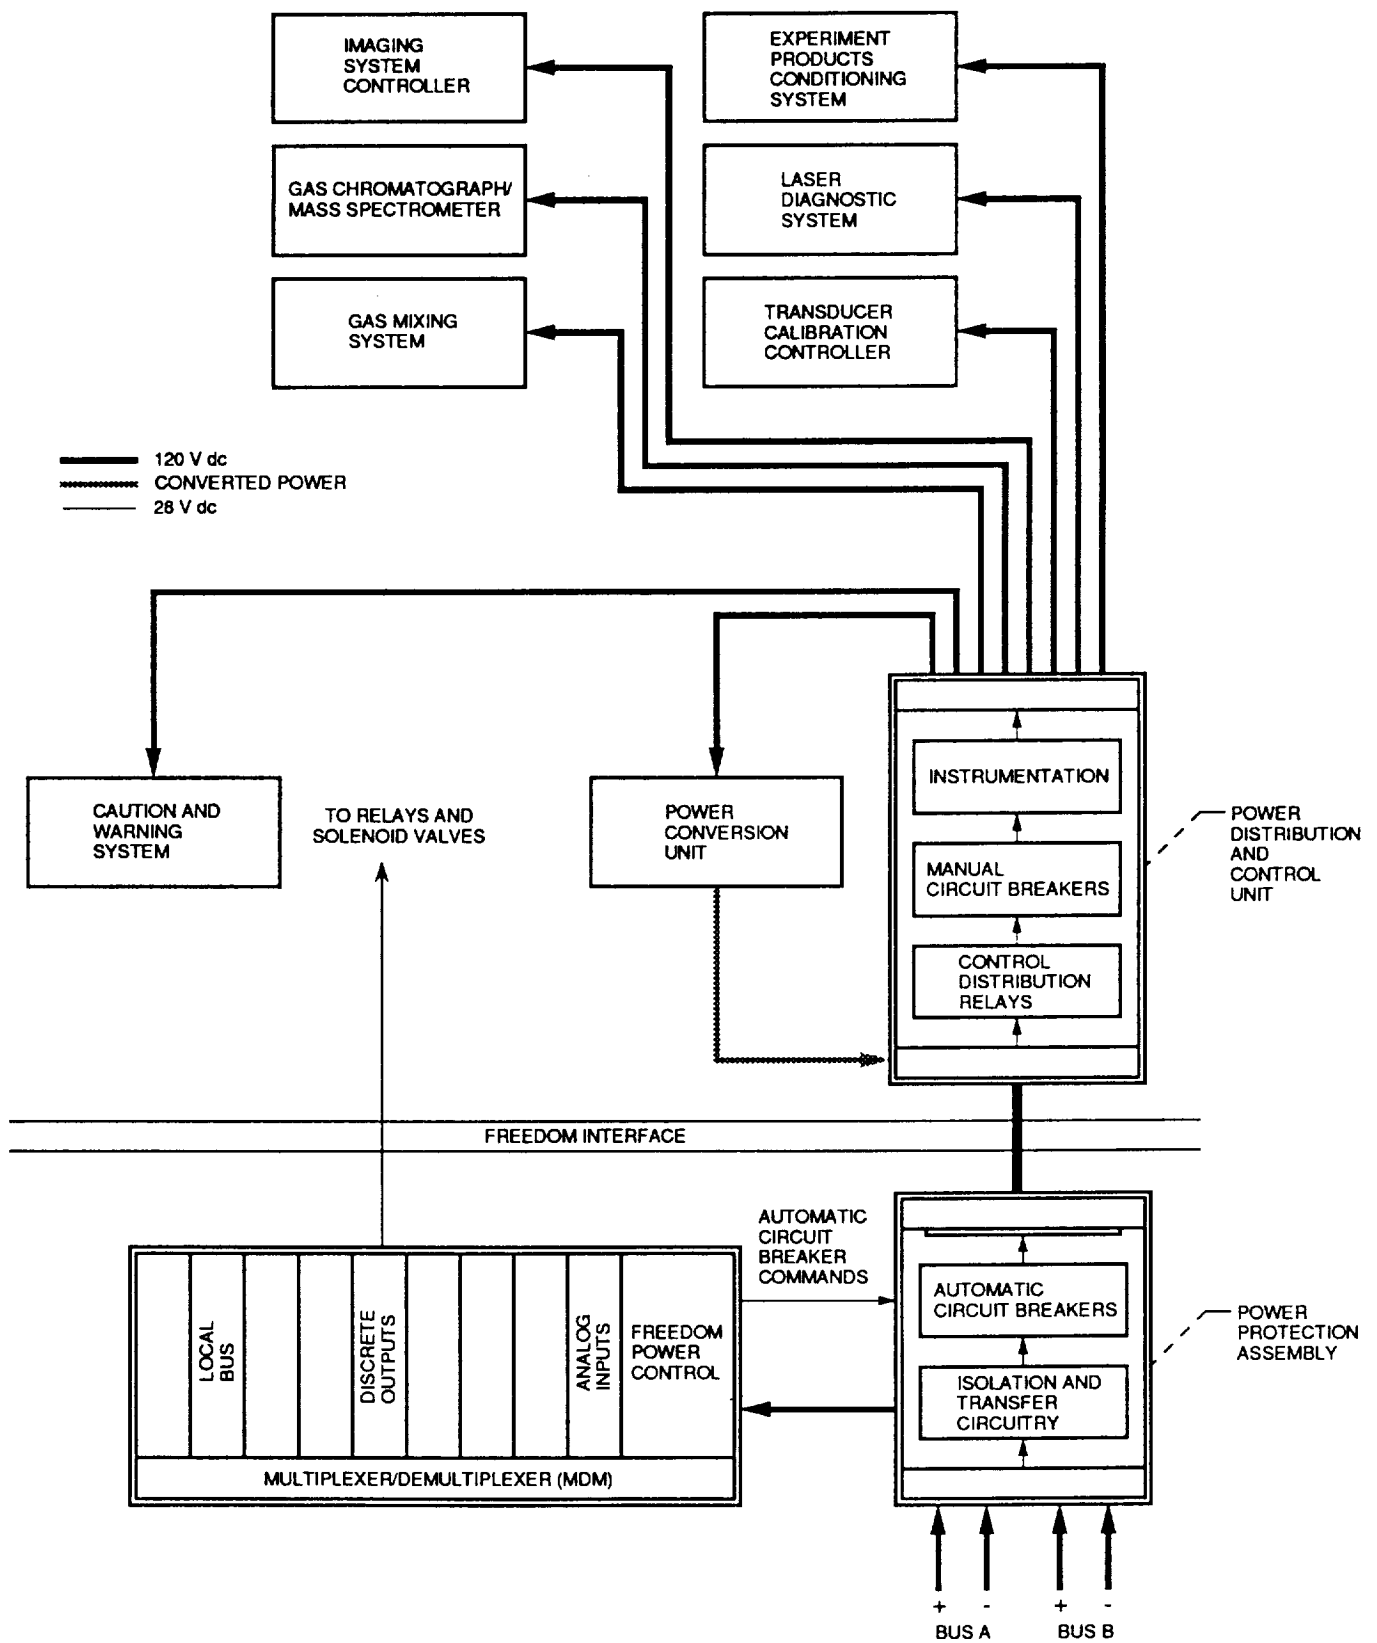 IMAGING
SYSTEM
CONTROLLER
EXPERIMENT
PRODUCTS
CONDITIONING
SYSTEM
GAS CHROMATOGRAPH/
MASS SPECTROMETER
LASER
DIAGNOSTIC
SYSTEM
GAS MIXING
SYSTEM
TRANSDUCER
CALIBRATION
CONTROLLER
120 V dc
CONVERTED POWER
28 V dc
CAUTION AND
WARNING
SYSTEM
TO RELAYS AND
SOLENOID VALVES
POWER
CONVERSION
UNIT
INSTRUMENTATION
MANUAL
CIRCUIT BREAKERS
CONTROL
DISTRIBUTION
RELAYS
POWER
DISTRIBUTION
AND
CONTROL
UNIT
FREEDOM INTERFACE
LOCAL
BUS
DISCRETE
OUTPUTS
ANALOG
INPUTS
FREEDOM
POWER
CONTROL
MULTIPLEXER/DEMULTIPLEXER (MDM)
AUTOMATIC
CIRCUIT
BREAKER
COMMANDS
AUTOMATIC
CIRCUIT BREAKERS
ISOLATION AND
TRANSFER
CIRCUITRY
POWER
PROTECTION
ASSEMBLY
+ - + -
BUS A BUS B